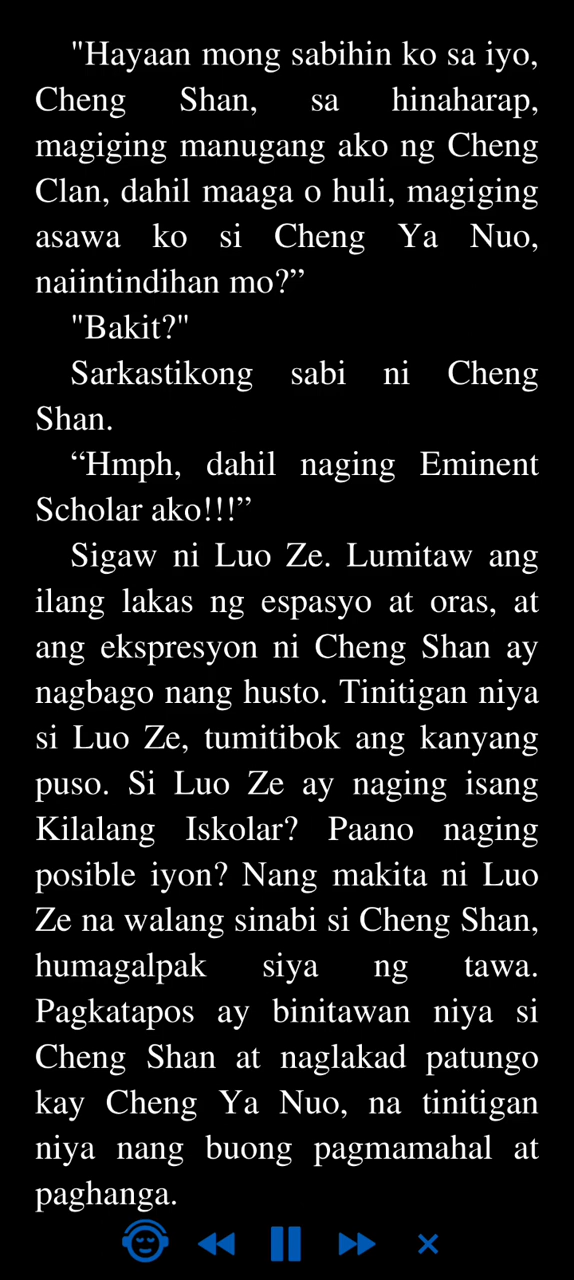 "Hayaan mong sabihin ko sa iyo,
Cheng Shan, sa hinaharap,
magiging manugang ako ng Cheng
Clan, dahil maaga o huli, magiging
asawa ko si Cheng Ya Nuo,
naiintindihan mo?”
"Bakit?"
Sarkastikong sabi ni Cheng
Shan.
“Hmph, dahil naging Eminent
Scholar ako!!!”
Sigaw ni Luo Ze. Lumitaw ang
ilang lakas ng espasyo at oras, at
ang ekspresyon ni Cheng Shan ay
nagbago nang husto. Tinitigan niya
si Luo Ze, tumitibok ang kanyang
puso. Si Luo Ze ay naging isang
Kilalang Iskolar? Paano naging
posible iyon? Nang makita ni Luo
Ze na walang sinabi si Cheng Shan,
humagalpak siya ng tawa.
Pagkatapos ay binitawan niya si
Cheng Shan at naglakad patungo
kay Cheng Ya Nuo, na tinitigan
niya nang buong pagmamahal at
paghanga.